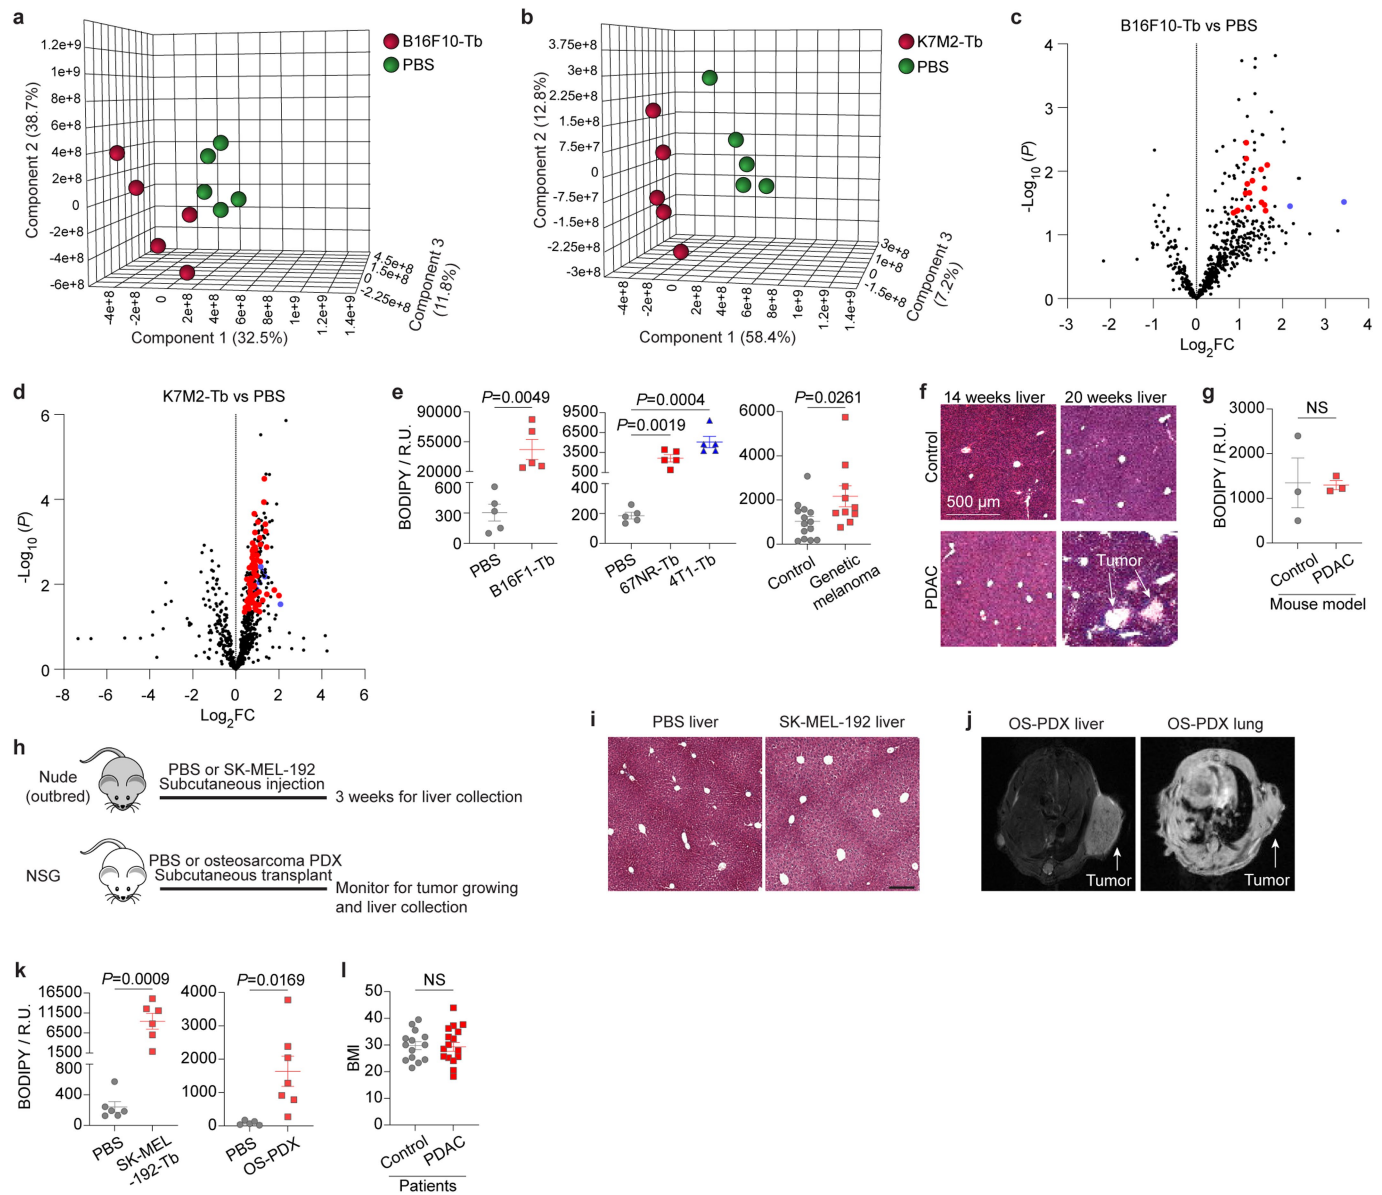 a
B16F10-Tb
PBS
1.2e+9
1e+9
8e+8
6e+8
4e+8
2e+8
0
-2e+8
-4e+8
-6e+8
Component 2 (38.7%)
-4e+8
-2e+8
0
2e+8
4e+8
6e+8
8e+8
1e+9
1.2e+9
1.4e+9
Component 1 (32.5%)
4.5e+8
1.5e+8
0
-2.25e+8
Component 3
(11.8%)
b
K7M2-Tb
PBS
3.75e+8
3e+8
2.25e+8
1.5e+8
7.5e+7
0
-7.5e+7
-1.5e+8
-2.25e+8
-3e+8
Component 2 (12.8%)
-4e+8
-2e+8
0
2e+8
4e+8
6e+8
8e+8
1e+9
1.2e+9
1.4e+9
Component 1 (58.4%)
3e+8
1e+8
0
-1.5e+8
Component 3
(7.2%)
c
B16F10-Tb vs PBS
4
3
2
1
0
-Log10 (P)
-3 -2 -1 0 1 2 3 4
Log2FC
d
K7M2-Tb vs PBS
6
4
2
0
-Log10 (P)
-8 -6 -4 -2 0 2 4 6
Log2FC
e
P=0.0049
90000
55000
20000
600
300
0
BODIPY / R.U.
PBS
B16F1-Tb
P=0.0004
P=0.0019
9500
6500
3500
500
400
200
0
PBS
67NR-Tb
4T1-Tb
P=0.0261
6000
4000
2000
0
Control
Genetic
melanoma
f
14 weeks liver
20 weeks liver
Control
500 µm
PDAC
Tumor
g
NS
3000
2000
1000
0
BODIPY / R.U.
Control
PDAC
Mouse model
h
Nude
(outbred)
PBS or SK-MEL-192
Subcutaneous injection
3 weeks for liver collection
NSG
PBS or osteosarcoma PDX
Subcutaneous transplant
Monitor for tumor growing
and liver collection
i
PBS liver
SK-MEL-192 liver
j
OS-PDX liver
OS-PDX lung
Tumor
Tumor
k
P=0.0009
16500
11500
6500
1500
800
400
0
BODIPY / R.U.
PBS
SK-MEL
-192-Tb
P=0.0169
4000
3000
2000
1000
0
PBS
OS-PDX
l
NS
50
40
30
20
10
0
BMI
Control
PDAC
Patients